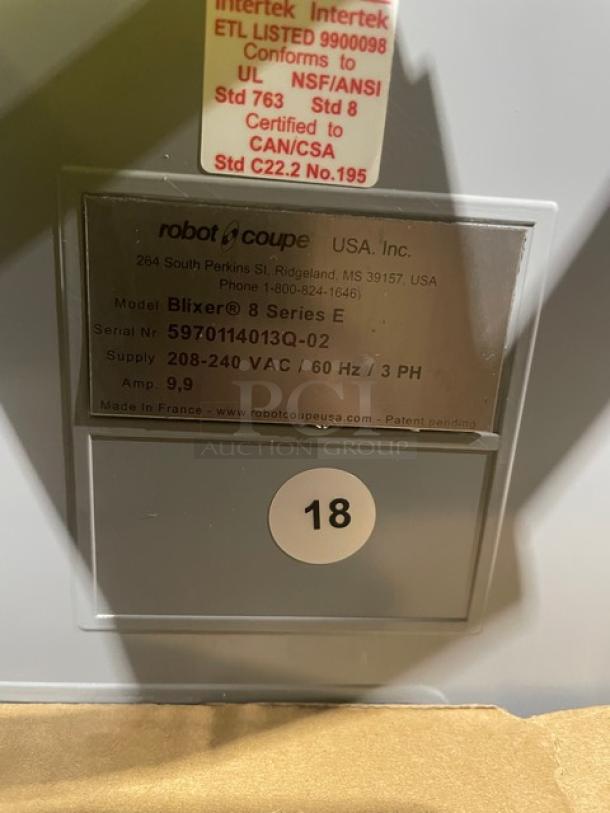 Intertek Intertek
ETL LISTED 9900098
Conforms to
UL NSF/ANSI
Std 763 Std 8
Certified to
CAN/CSA
Std C22.2 No.195
robot coupe USA. Inc.
264 South Perkins St, Ridgeland, MS 39157, USA
Phone 1-800-824-1646)
Model Blixer® 8 Series E
Serial Nr 5970114013Q-02
Supply 208-240 VAC / 60 Hz / 3 PH
Amp. 9,9
Made In France - www.robotcoupeusa.com - Patent pending
PCI
AUCTION GROUP
18